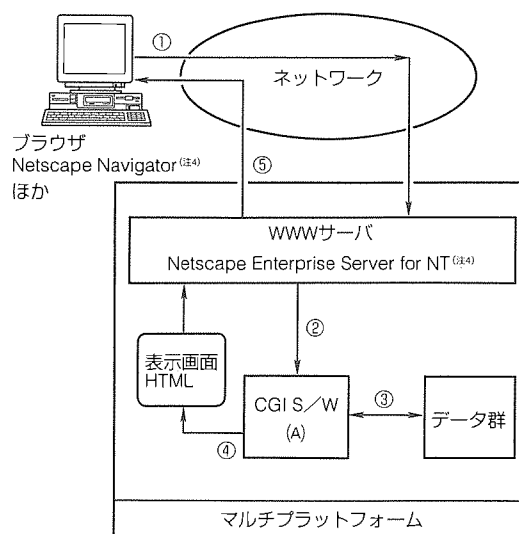 ①
ネットワーク
ブラウザ
Netscape Navigator(注4)
ほか
⑤
WWWサーバ
Netscape Enterprise Server for NT(注4)
②
表示画面
HTML
CGI S/W
(A)
③
データ群
④
マルチプラットフォーム